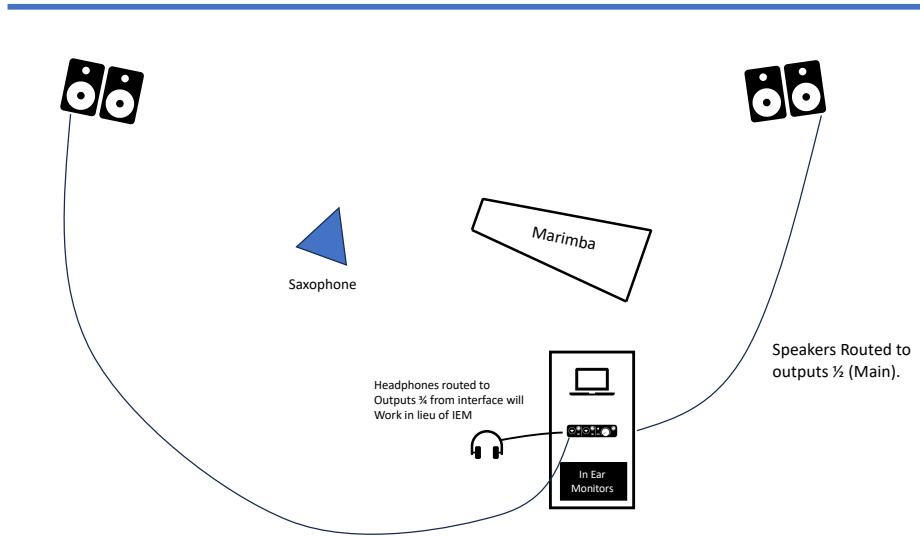 Marimba
Saxophone
Speakers Routed to
outputs ½ (Main).
Headphones routed to
Outputs ¾ from interface will
Work in lieu of IEM
In Ear
Monitors